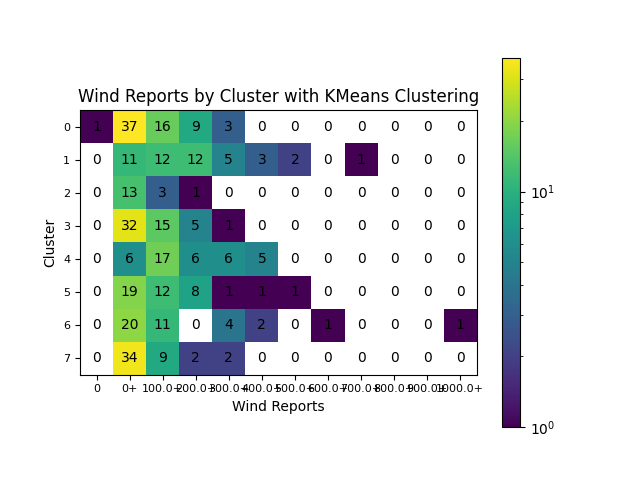 Wind Reports by Cluster with KMeans Clustering
0 1 37 16 9 3 0 0 0 0 0 0 0
1 0 11 12 12 5 3 2 0 1 0 0 0
2 0 13 3 1 0 0 0 0 0 0 0 0
3 0 32 15 5 1 0 0 0 0 0 0 0
4 0 6 17 6 6 5 0 0 0 0 0 0
5 0 19 12 8 1 1 1 0 0 0 0 0
6 0 20 11 0 4 2 0 1 0 0 0 1
7 0 34 9 2 2 0 0 0 0 0 0 0
0 0+ 100.0+ 200.0+ 300.0+ 400.0+ 500.0+ 600.0+ 700.0+ 800.0+ 900.0+ 1000.0+
Wind Reports
Cluster
10¹
10⁰